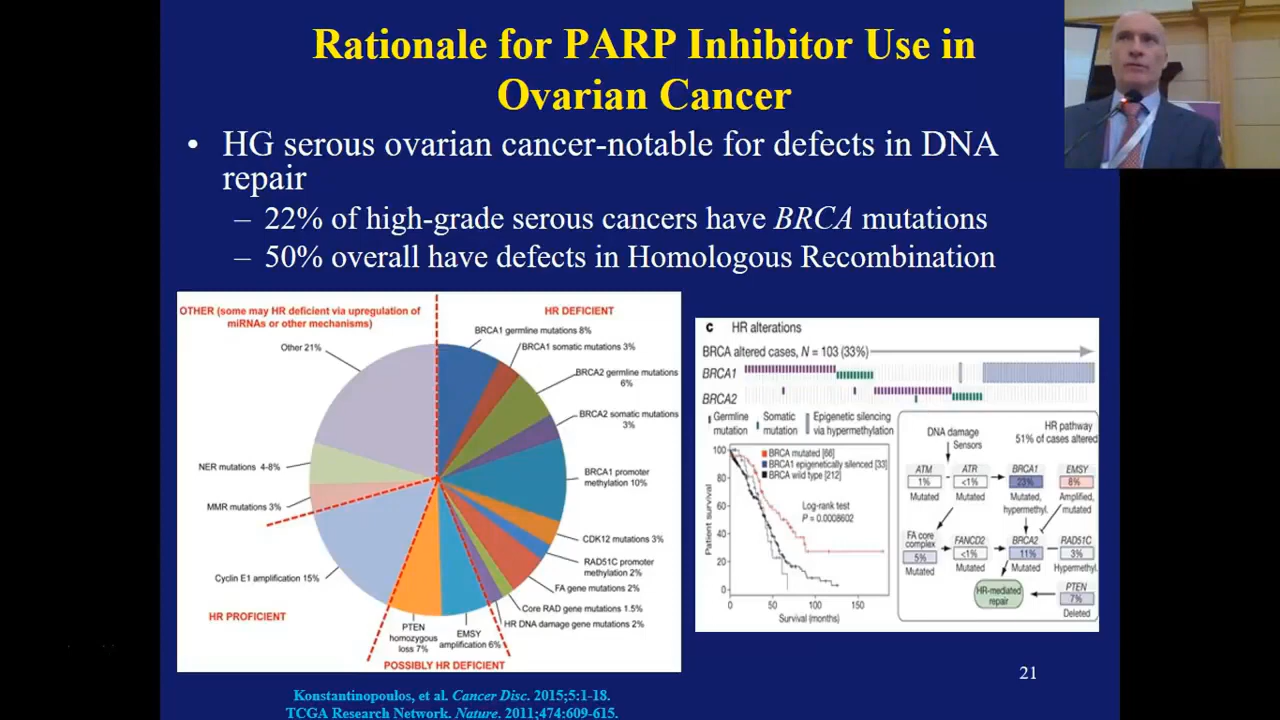 Rationale for PARP Inhibitor Use in
Ovarian Cancer
• HG serous ovarian cancer-notable for defects in DNA
repair
– 22% of high-grade serous cancers have BRCA mutations
– 50% overall have defects in Homologous Recombination
OTHER (some may HR deficient via upregulation of
miRNAs or other mechanisms)
HR DEFICIENT
BRCA1 germline mutations 8%
BRCA1 somatic mutations 3%
BRCA2 germline mutations
6%
BRCA2 somatic mutations
3%
BRCA1 promoter
methylation 10%
CDK12 mutations 3%
RAD51C promoter
methylation 2%
FA gene mutations 2%
Core RAD gene mutations 1.5%
HR DNA damage gene mutations 2%
EMSY
amplification 6%
POSSIBLY HR DEFICIENT
PTEN
homozygous
loss 7%
HR PROFICIENT
Cyclin E1 amplification 15%
MMR mutations 3%
NER mutations 4-8%
Other 21%
c HR alterations
BRCA altered cases, N = 103 (33%)
BRCA1
BRCA2
Germline
mutation
Somatic
mutation
Epigenetic silencing
via hypermethylation
BRCA mutated [66]
BRCA1 epigenetically silenced [33]
BRCA wild type [212]
Log-rank test
P = 0.0008602
Patient survival
100
80
60
40
20
0
0 50 100 150
Survival (months)
DNA damage
Sensors
HR pathway
51% of cases altered
ATM
1%
Mutated
ATR
<1%
Mutated
BRCA1
23%
Mutated,
hypermethyl.
EMSY
8%
Amplified,
mutated
FA core
complex
5%
Mutated
FANCD2
<1%
Mutated
BRCA2
11%
Mutated
RAD51C
3%
Hypermethyl.
HR-mediated
repair
PTEN
7%
Deleted
21
Konstantinopoulos, et al. Cancer Disc. 2015;5:1-18.
TCGA Research Network. Nature. 2011;474:609-615.